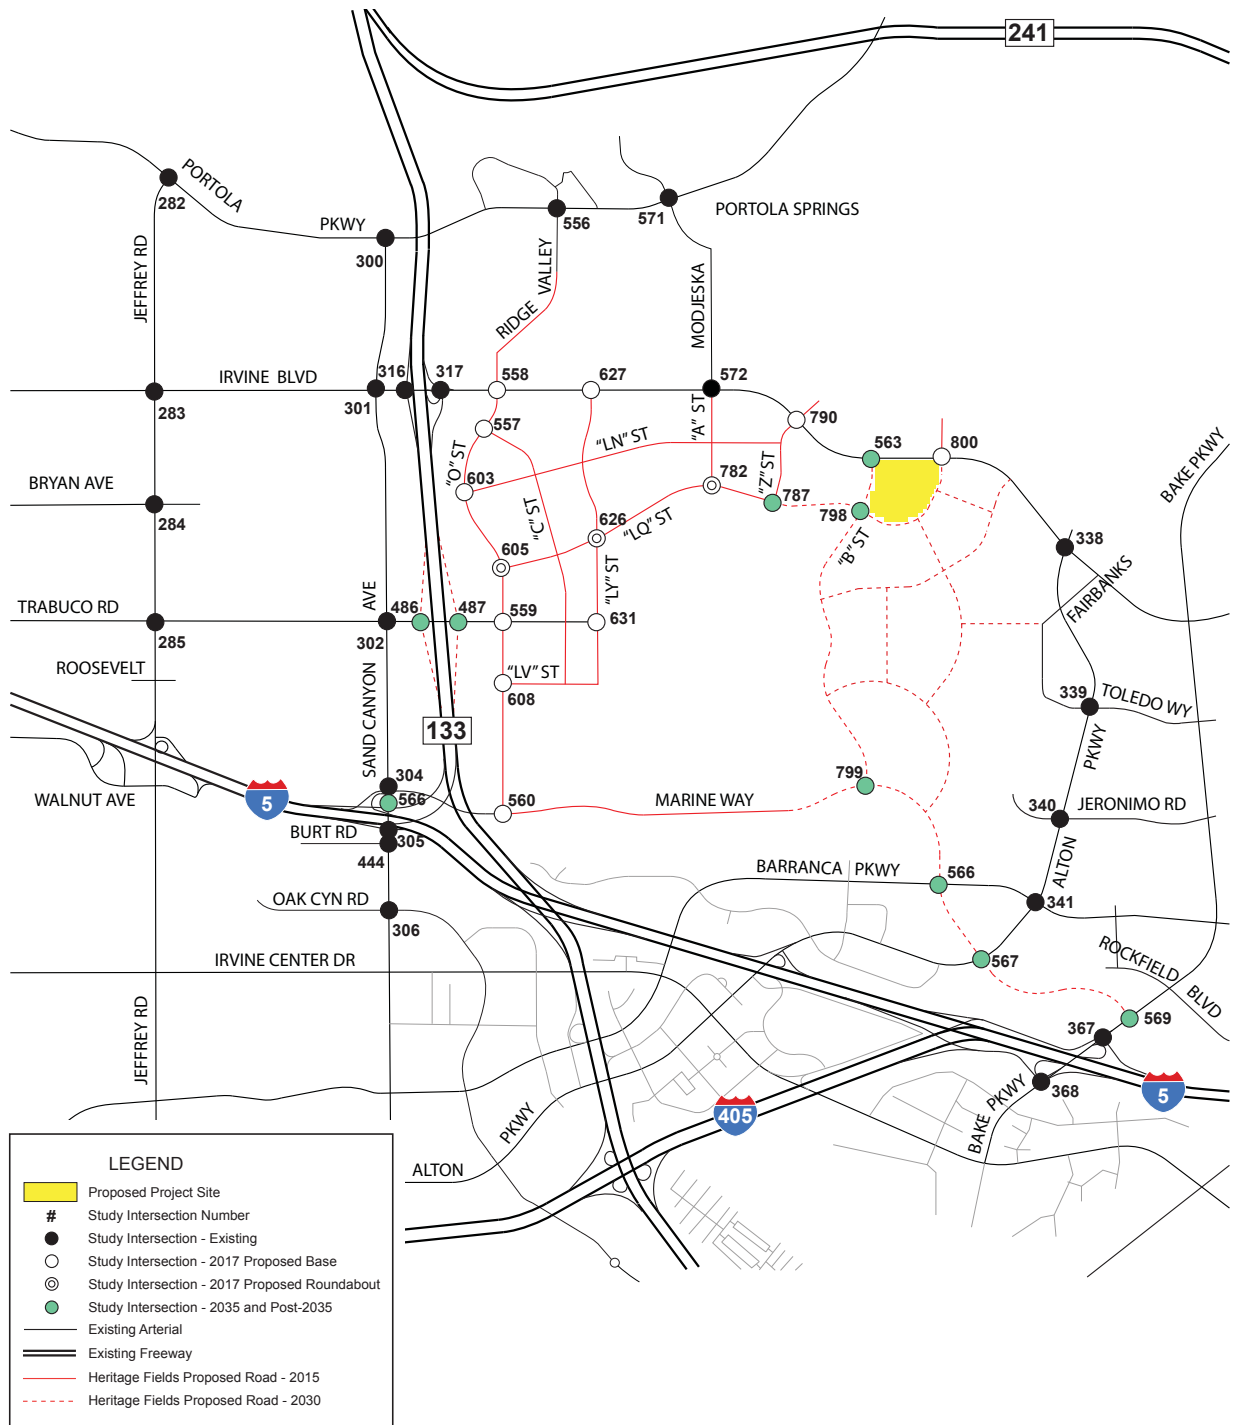 241
PORTOLA
282
PKWY
300
556
571
PORTOLA SPRINGS
JEFFREY RD
RIDGE VALLEY
MODJESKA
IRVINE BLVD
316
317
558
627
572
283
301
557
"A" ST
790
563
800
BAKE PKWY
"O" ST
"LN" ST
603
782
"Z" ST
787
798
BRYAN AVE
284
"C" ST
626
"LQ" ST
605
"B" ST
338
FAIRBANKS
TRABUCO RD
AVE
486
487
559
"LY" ST
631
285
302
ROOSEVELT
"LV" ST
608
SAND CANYON
339
TOLEDO WY
133
PKWY
WALNUT AVE
5
304
566
560
MARINE WAY
799
340
JERONIMO RD
BURT RD
305
444
BARRANCA PKWY
566
ALTON
341
OAK CYN RD
306
IRVINE CENTER DR
567
ROCKFIELD BLVD
569
367
JEFFREY RD
368
5
405
PKWY
BAKE PKWY
ALTON
LEGEND
Proposed Project Site
# Study Intersection Number
Study Intersection - Existing
Study Intersection - 2017 Proposed Base
Study Intersection - 2017 Proposed Roundabout
Study Intersection - 2035 and Post-2035
Existing Arterial
Existing Freeway
Heritage Fields Proposed Road - 2015
Heritage Fields Proposed Road - 2030